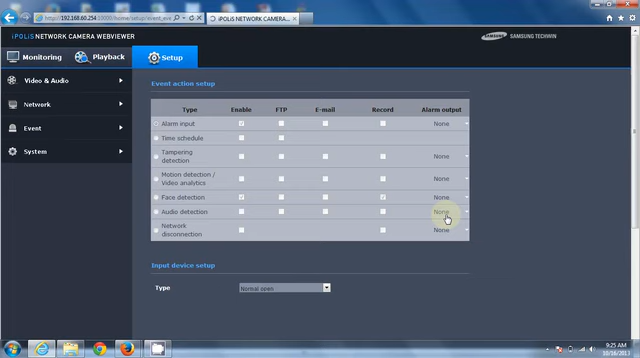 http://192.168.60.254
iPOLiS NETWORK CAMERA...
iPOLiS NETWORK CAMERA WEBVIEWER
SAMSUNG
SAMSUNG TECHWIN
Monitoring
Playback
Setup
Video & Audio
Network
Event
System
Event action setup
Type Enable FTP E-mail Record Alarm output
Alarm input None
Time schedule
Tampering
detection None
Motion detection /
Video analytics None
Face detection None
Audio detection None
Network
disconnection None
Input device setup
Type Normal open
9:25 AM
10/16/2013